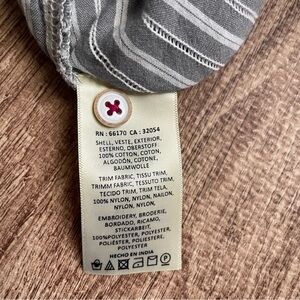 RN : 66170 CA : 32054
SHELL, VESTE, EXTERIOR,
ESTERNO, OBERSTOFF:
100% COTTON, COTON,
ALGODÓN, COTONE,
BAUMWOLLE
TRIM FABRIC, TISSU TRIM,
TRIMM FABRIC, TESSUTO TRIM,
TECIDO TRIM, TRIM TELA,
100% NYLON, NYLON, NAILON,
NYLON, NYLON,
EMBROIDERY, BRODERIE,
BORDADO, RICAMO,
STICKARBEIT,
100%POLYESTER, POLYESTER,
POLIÉSTER, POLIESTERE,
POLYESTER
HECHO EN INDIA
P